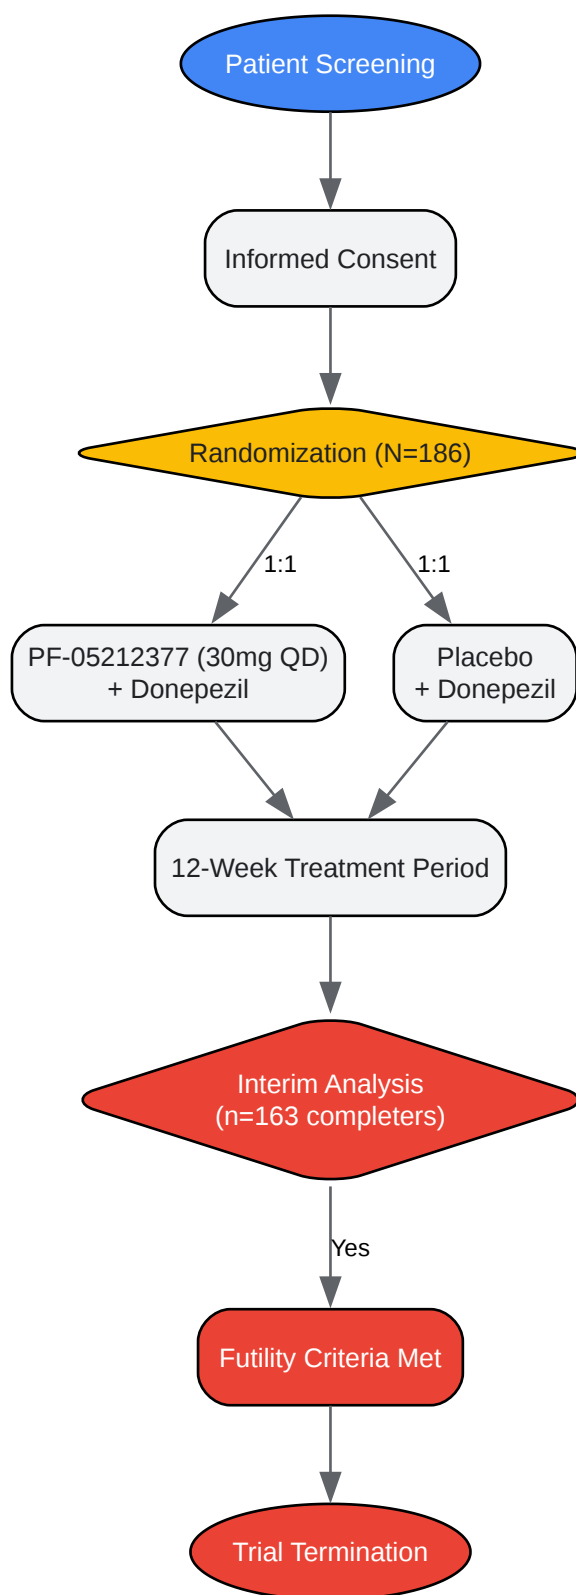 Patient Screening
Informed Consent
Randomization (N=186)
1:1
1:1
PF-05212377 (30mg QD)
+ Donepezil
Placebo
+ Donepezil
12-Week Treatment Period
Interim Analysis
(n=163 completers)
Yes
Futility Criteria Met
Trial Termination